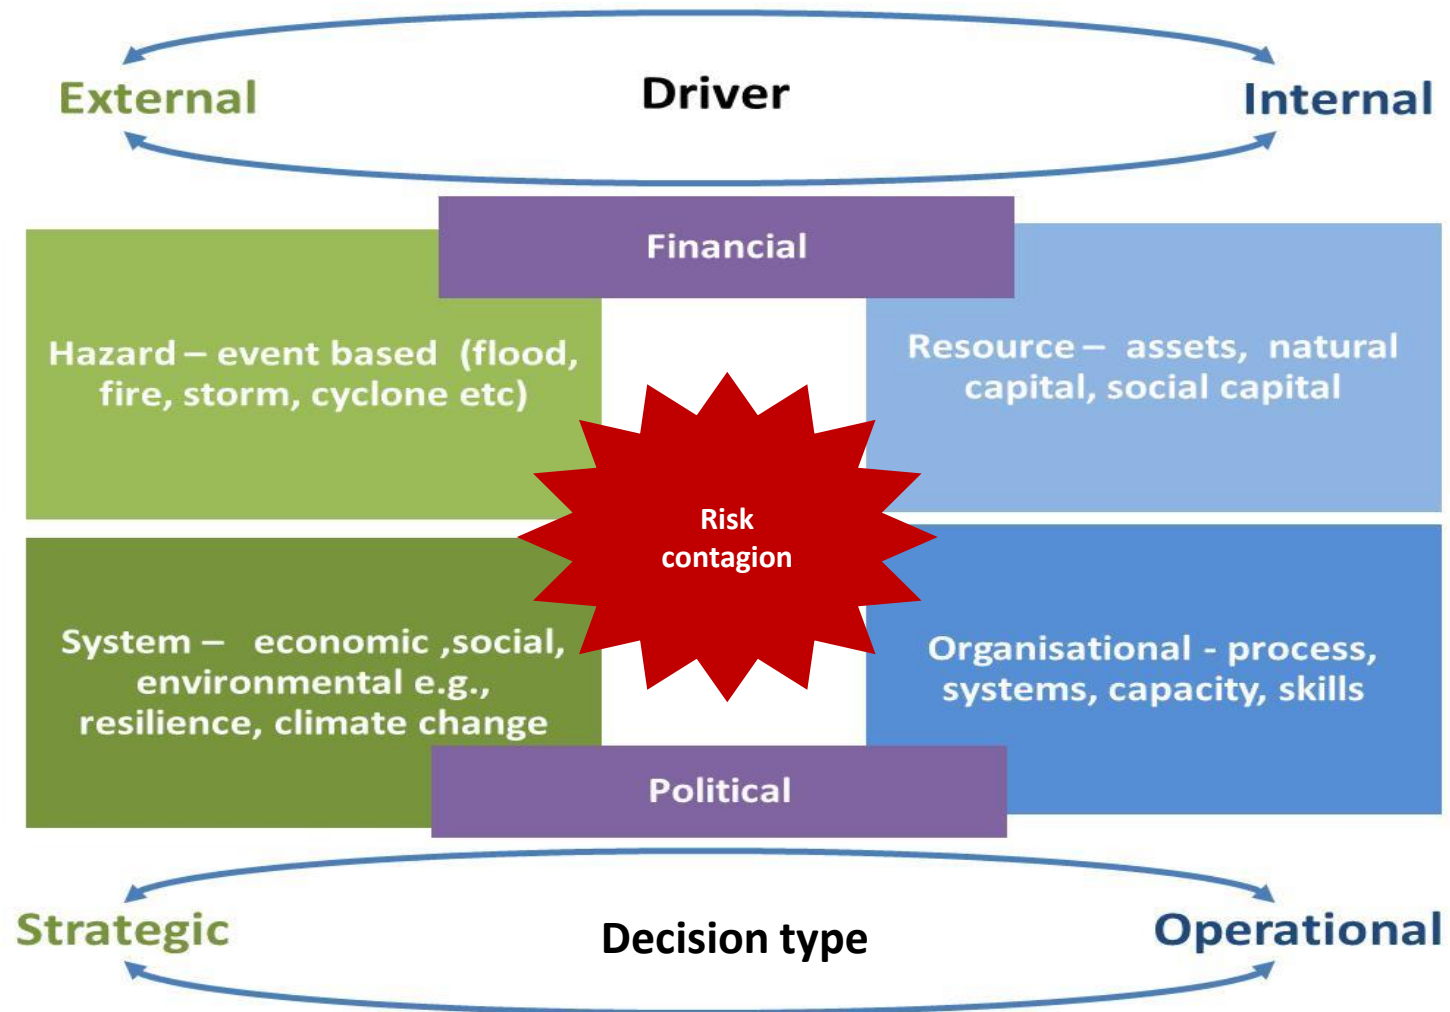 External
Driver
Internal
Financial
Hazard – event based (flood,
fire, storm, cyclone etc)
Resource – assets, natural
capital, social capital
Risk
contagion
System – economic ,social,
environmental e.g.,
resilience, climate change
Organisational - process,
systems, capacity, skills
Political
Strategic
Decision type
Operational